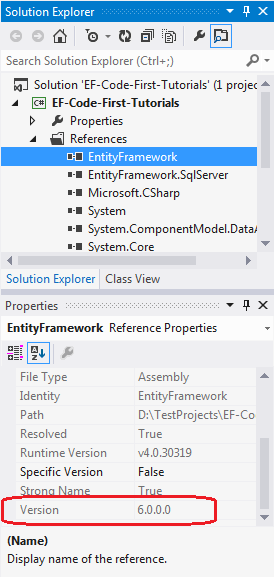 Solution Explorer
Search Solution Explorer (Ctrl+;)
Solution 'EF-Code-First-Tutorials' (1 projec
C# EF-Code-First-Tutorials
Properties
References
EntityFramework
EntityFramework.SqlServer
Microsoft.CSharp
System
System.ComponentModel.DataA
System.Core
Solution Explorer Class View
Properties
EntityFramework Reference Properties
File Type Assembly
Identity EntityFramework
Path D:\TestProjects\EF-Co
Resolved True
Runtime Version v4.0.30319
Specific Version False
Strong Name True
Version 6.0.0.0
(Name)
Display name of the reference.